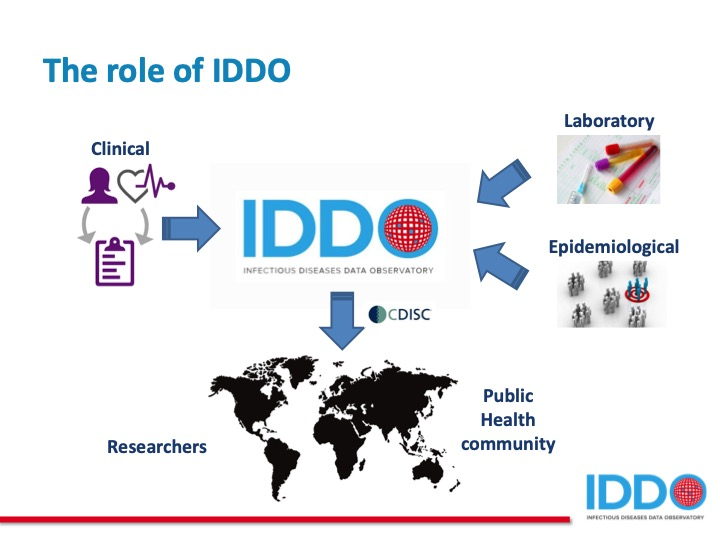 The role of IDDO
Laboratory
Clinical
IDDO
INFECTIOUS DISEASES DATA OBSERVATORY
Epidemiological
CDISC
Public
Health
community
Researchers
IDDO
INFECTIOUS DISEASES DATA OBSERVATORY